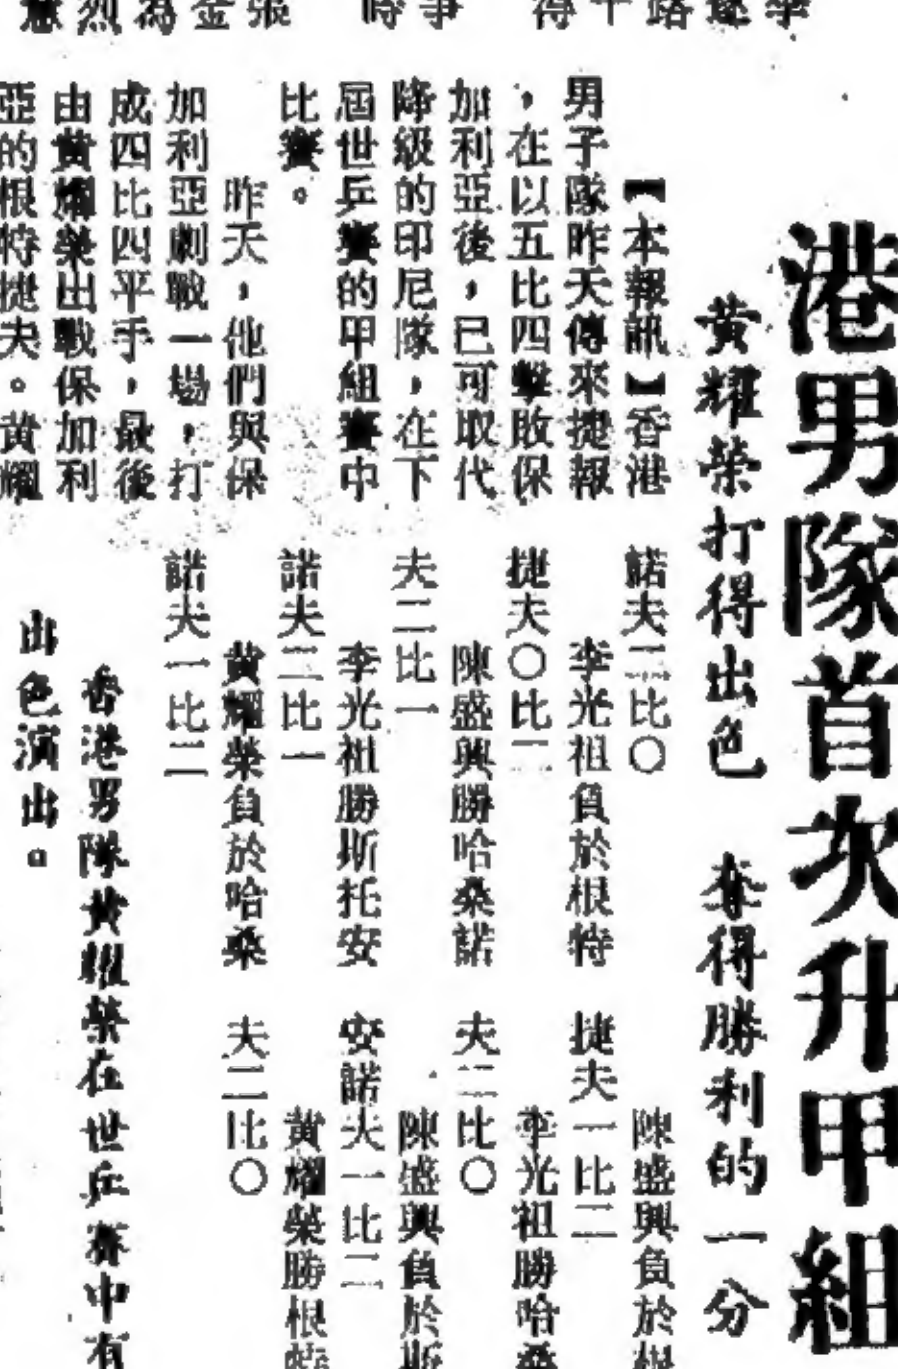 港男隊首次升甲組
黃耀榮打得出色　奪得勝利的一分
【本報訊】香港
男子隊昨天傳來捷報
，在以五比四擊敗保
加利亞後，已可取代
降級的印尼隊，在下
屆世乒賽的甲組賽中
比賽。
昨天，他們與保
加利亞劇戰一場，打
成四比四平手，最後
由黃耀榮出戰保加利
亞的根特捷夫。黃耀
諾夫二比〇
李光祖負於根特
捷夫〇比二
陳盛興勝哈桑諾
夫二比一
李光祖勝斯托安
諾夫二比一
黃耀榮負於哈桑
諾夫一比二
陳盛興負於根
捷夫一比二
李光祖勝哈桑
夫二比〇
陳盛興負於斯
安諾夫一比二
黃耀榮勝根
夫二比〇
香港男隊黃耀榮在世乒賽中有
出色演出。